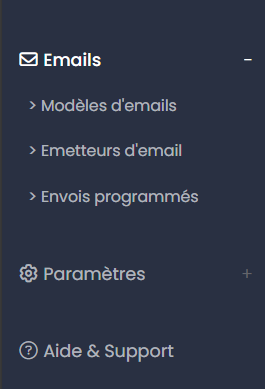 Emails -
> Modèles d'emails
> Emetteurs d'email
> Envois programmés
Paramètres +
Aide & Support